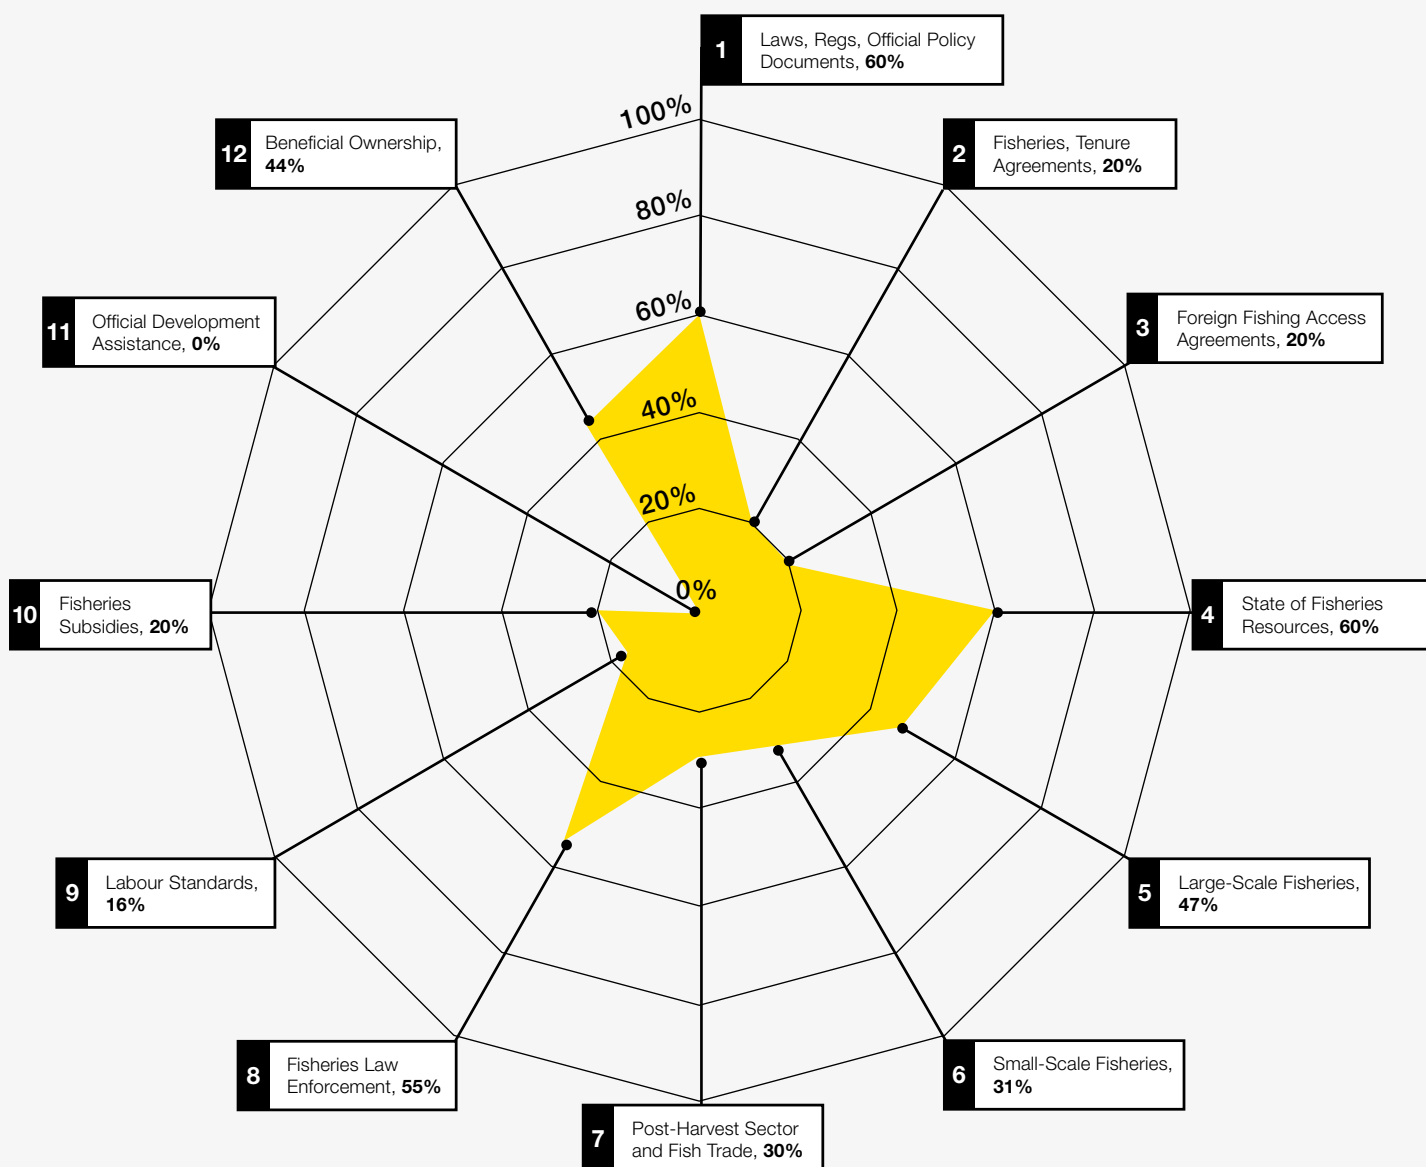 1
Laws, Regs, Official Policy
Documents, 60%
2
Fisheries, Tenure
Agreements, 20%
3
Foreign Fishing Access
Agreements, 20%
4
State of Fisheries
Resources, 60%
5
Large-Scale Fisheries,
47%
6
Small-Scale Fisheries,
31%
7
Post-Harvest Sector
and Fish Trade, 30%
8
Fisheries Law
Enforcement, 55%
9
Labour Standards,
16%
10
Fisheries
Subsidies, 20%
11
Official Development
Assistance, 0%
12
Beneficial Ownership,
44%
100%
80%
60%
40%
20%
0%